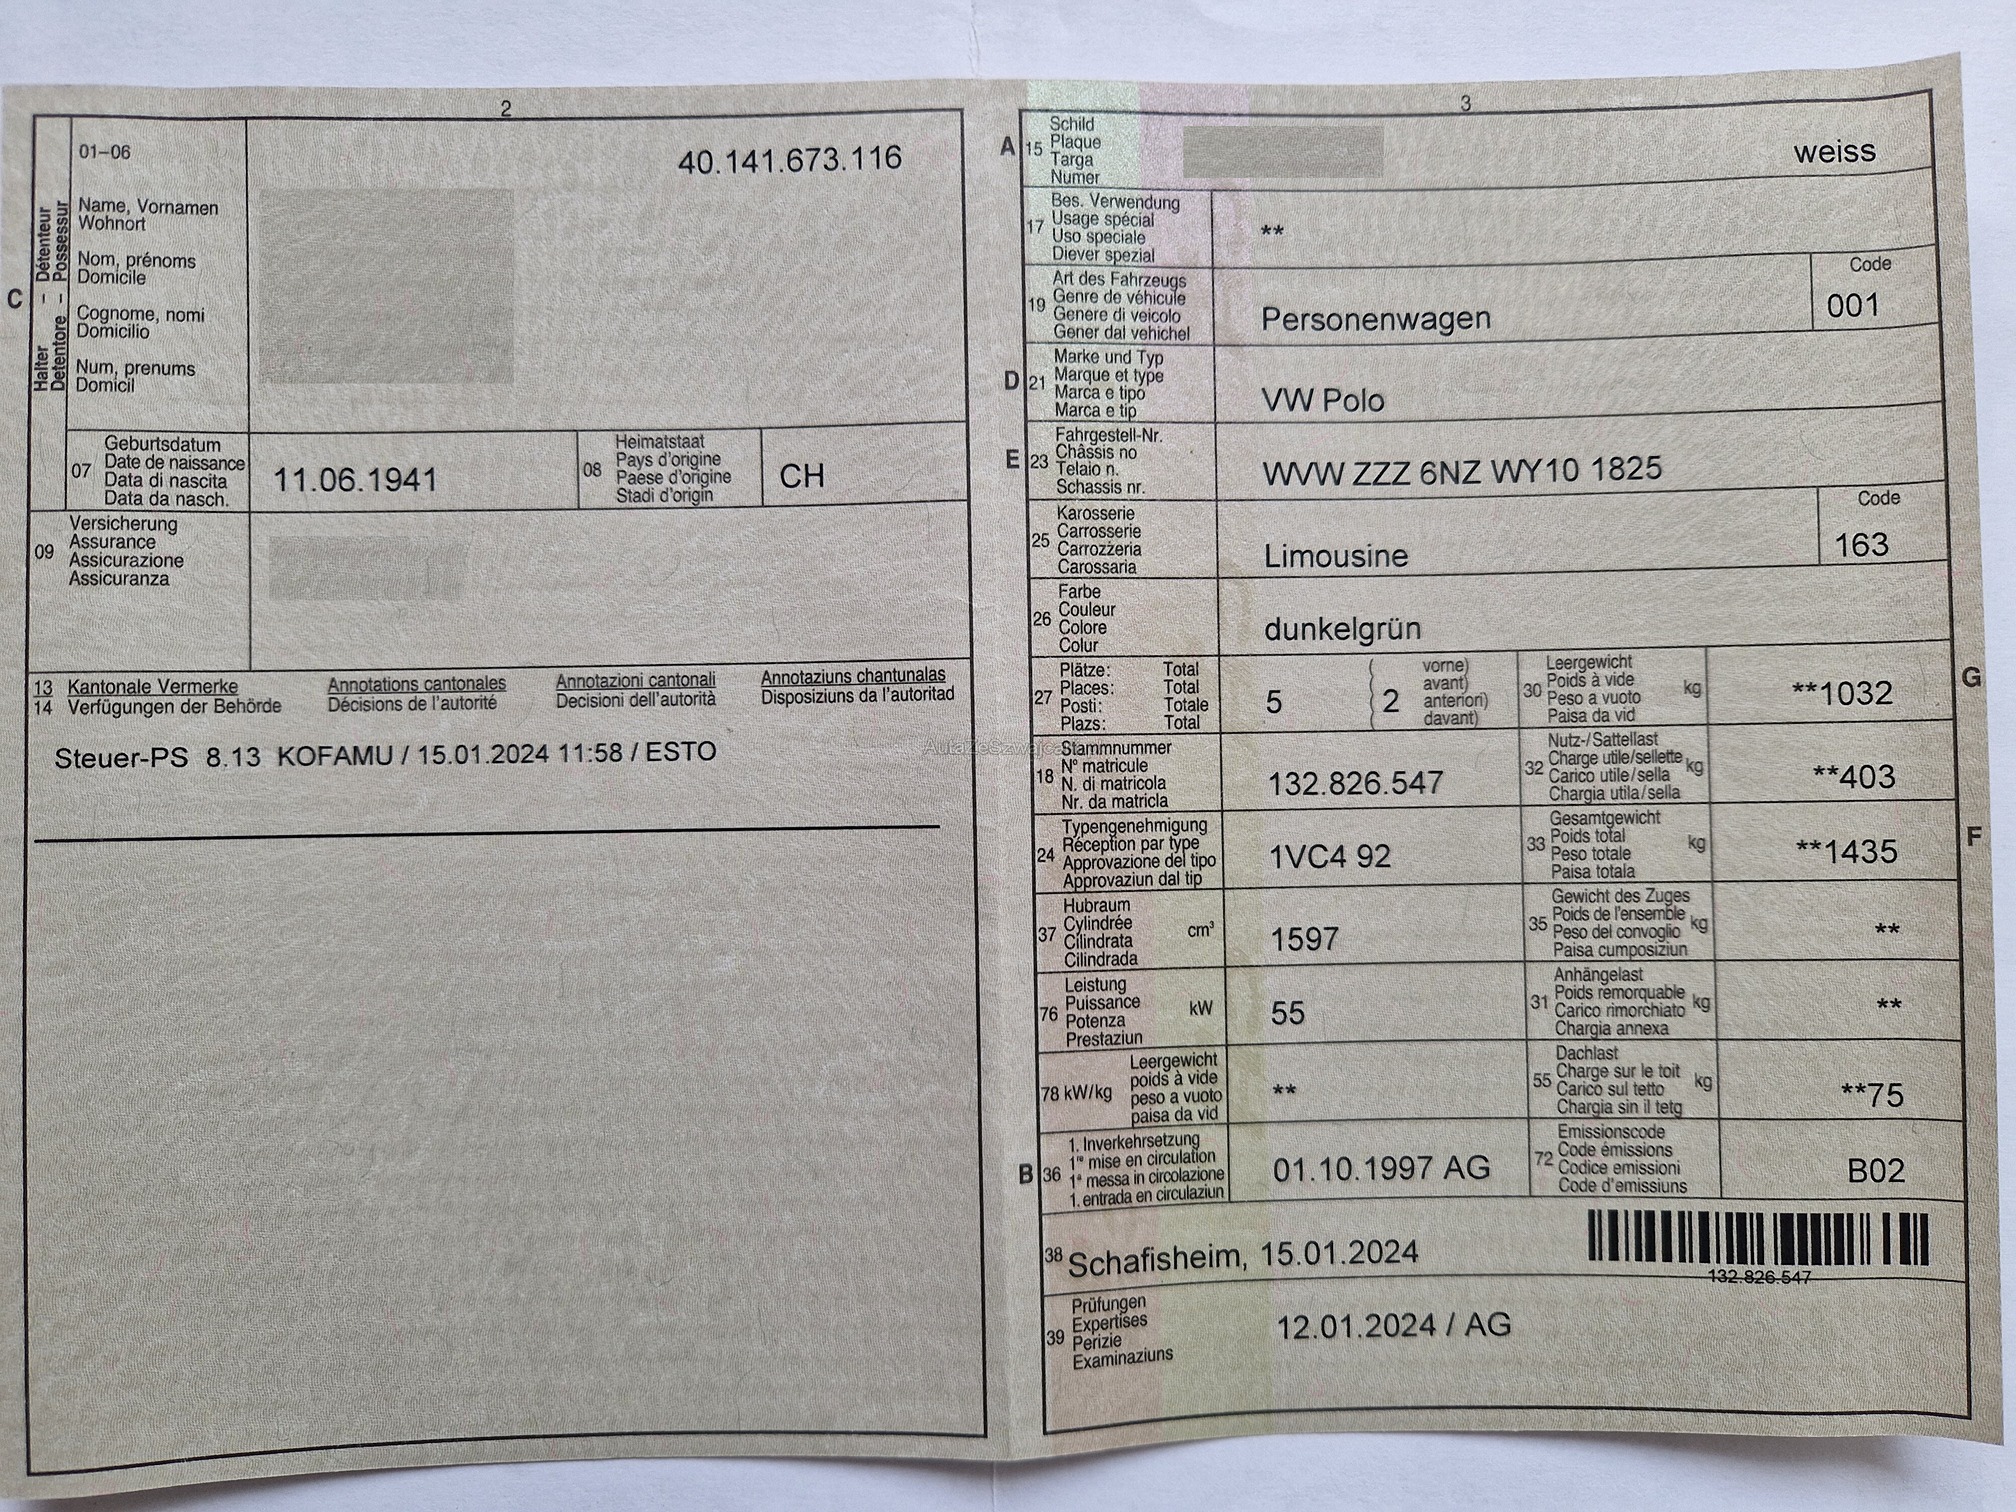 2
01–06
40.141.673.116
Halter – Détenteur
Detentore – Possessur
C
Name, Vornamen
Wohnort
Nom, prénoms
Domicile
Cognome, nomi
Domicilio
Num, prenums
Domicil
07
Geburtsdatum
Date de naissance
Data di nascita
Data da nasch.
11.06.1941
08
Heimatstaat
Pays d'origine
Paese d'origine
Stadi d'origin
CH
09
Versicherung
Assurance
Assicurazione
Assicuranza
13 Kantonale Vermerke Annotations cantonales Annotazioni cantonali Annotaziuns chantunalas
14 Verfügungen der Behörde Décisions de l'autorité Decisioni dell'autorità Disposiziuns da l'autoritad
Steuer-PS 8.13 KOFAMU / 15.01.2024 11:58 / ESTO
3
A
15
Schild
Plaque
Targa
Numer
weiss
17
Bes. Verwendung
Usage spécial
Uso speciale
Diever spezial
**
19
Art des Fahrzeugs
Genre de véhicule
Genere di veicolo
Gener dal vehichel
Personenwagen
Code
001
D
21
Marke und Typ
Marque et type
Marca e tipo
Marca e tip
VW Polo
E
23
Fahrgestell-Nr.
Châssis no
Telaio n.
Schassis nr.
WVW ZZZ 6NZ WY10 1825
25
Karosserie
Carrosserie
Carrozzeria
Carossaria
Limousine
Code
163
26
Farbe
Couleur
Colore
Colur
dunkelgrün
27
Plätze: Total
Places: Total
Posti: Totale
Plazs: Total
5
( 2
vorne)
avant)
anteriori)
davant)
30
Leergewicht
Poids à vide
Peso a vuoto
Paisa da vid
kg
**1032
G
18
Stammnummer
N° matricule
N. di matricola
Nr. da matricla
132.826.547
32
Nutz-/Sattellast
Charge utile/sellette
Carico utile/sella
Chargia utila/sella
kg
**403
24
Typengenehmigung
Réception par type
Approvazione del tipo
Approvaziun dal tip
1VC4 92
33
Gesamtgewicht
Poids total
Peso totale
Paisa totala
kg
**1435
F
37
Hubraum
Cylindrée
Cilindrata
Cilindrada
cm³
1597
35
Gewicht des Zuges
Poids de l'ensemble
Peso del convoglio
Paisa cumposiziun
kg
**
76
Leistung
Puissance
Potenza
Prestaziun
kW
55
31
Anhängelast
Poids remorquable
Carico rimorchiato
Chargia annexa
kg
**
78 kW/kg
Leergewicht
poids à vide
peso a vuoto
paisa da vid
**
55
Dachlast
Charge sur le toit
Carico sul tetto
Chargia sin il tetg
kg
**75
B
36
1. Inverkehrsetzung
1re mise en circulation
1a messa in circolazione
1. entrada en circulaziun
01.10.1997 AG
72
Emissionscode
Code émissions
Codice emissioni
Code d'emissiuns
B02
38 Schafisheim, 15.01.2024
132.826.547
39
Prüfungen
Expertises
Perizie
Examinaziuns
12.01.2024 / AG